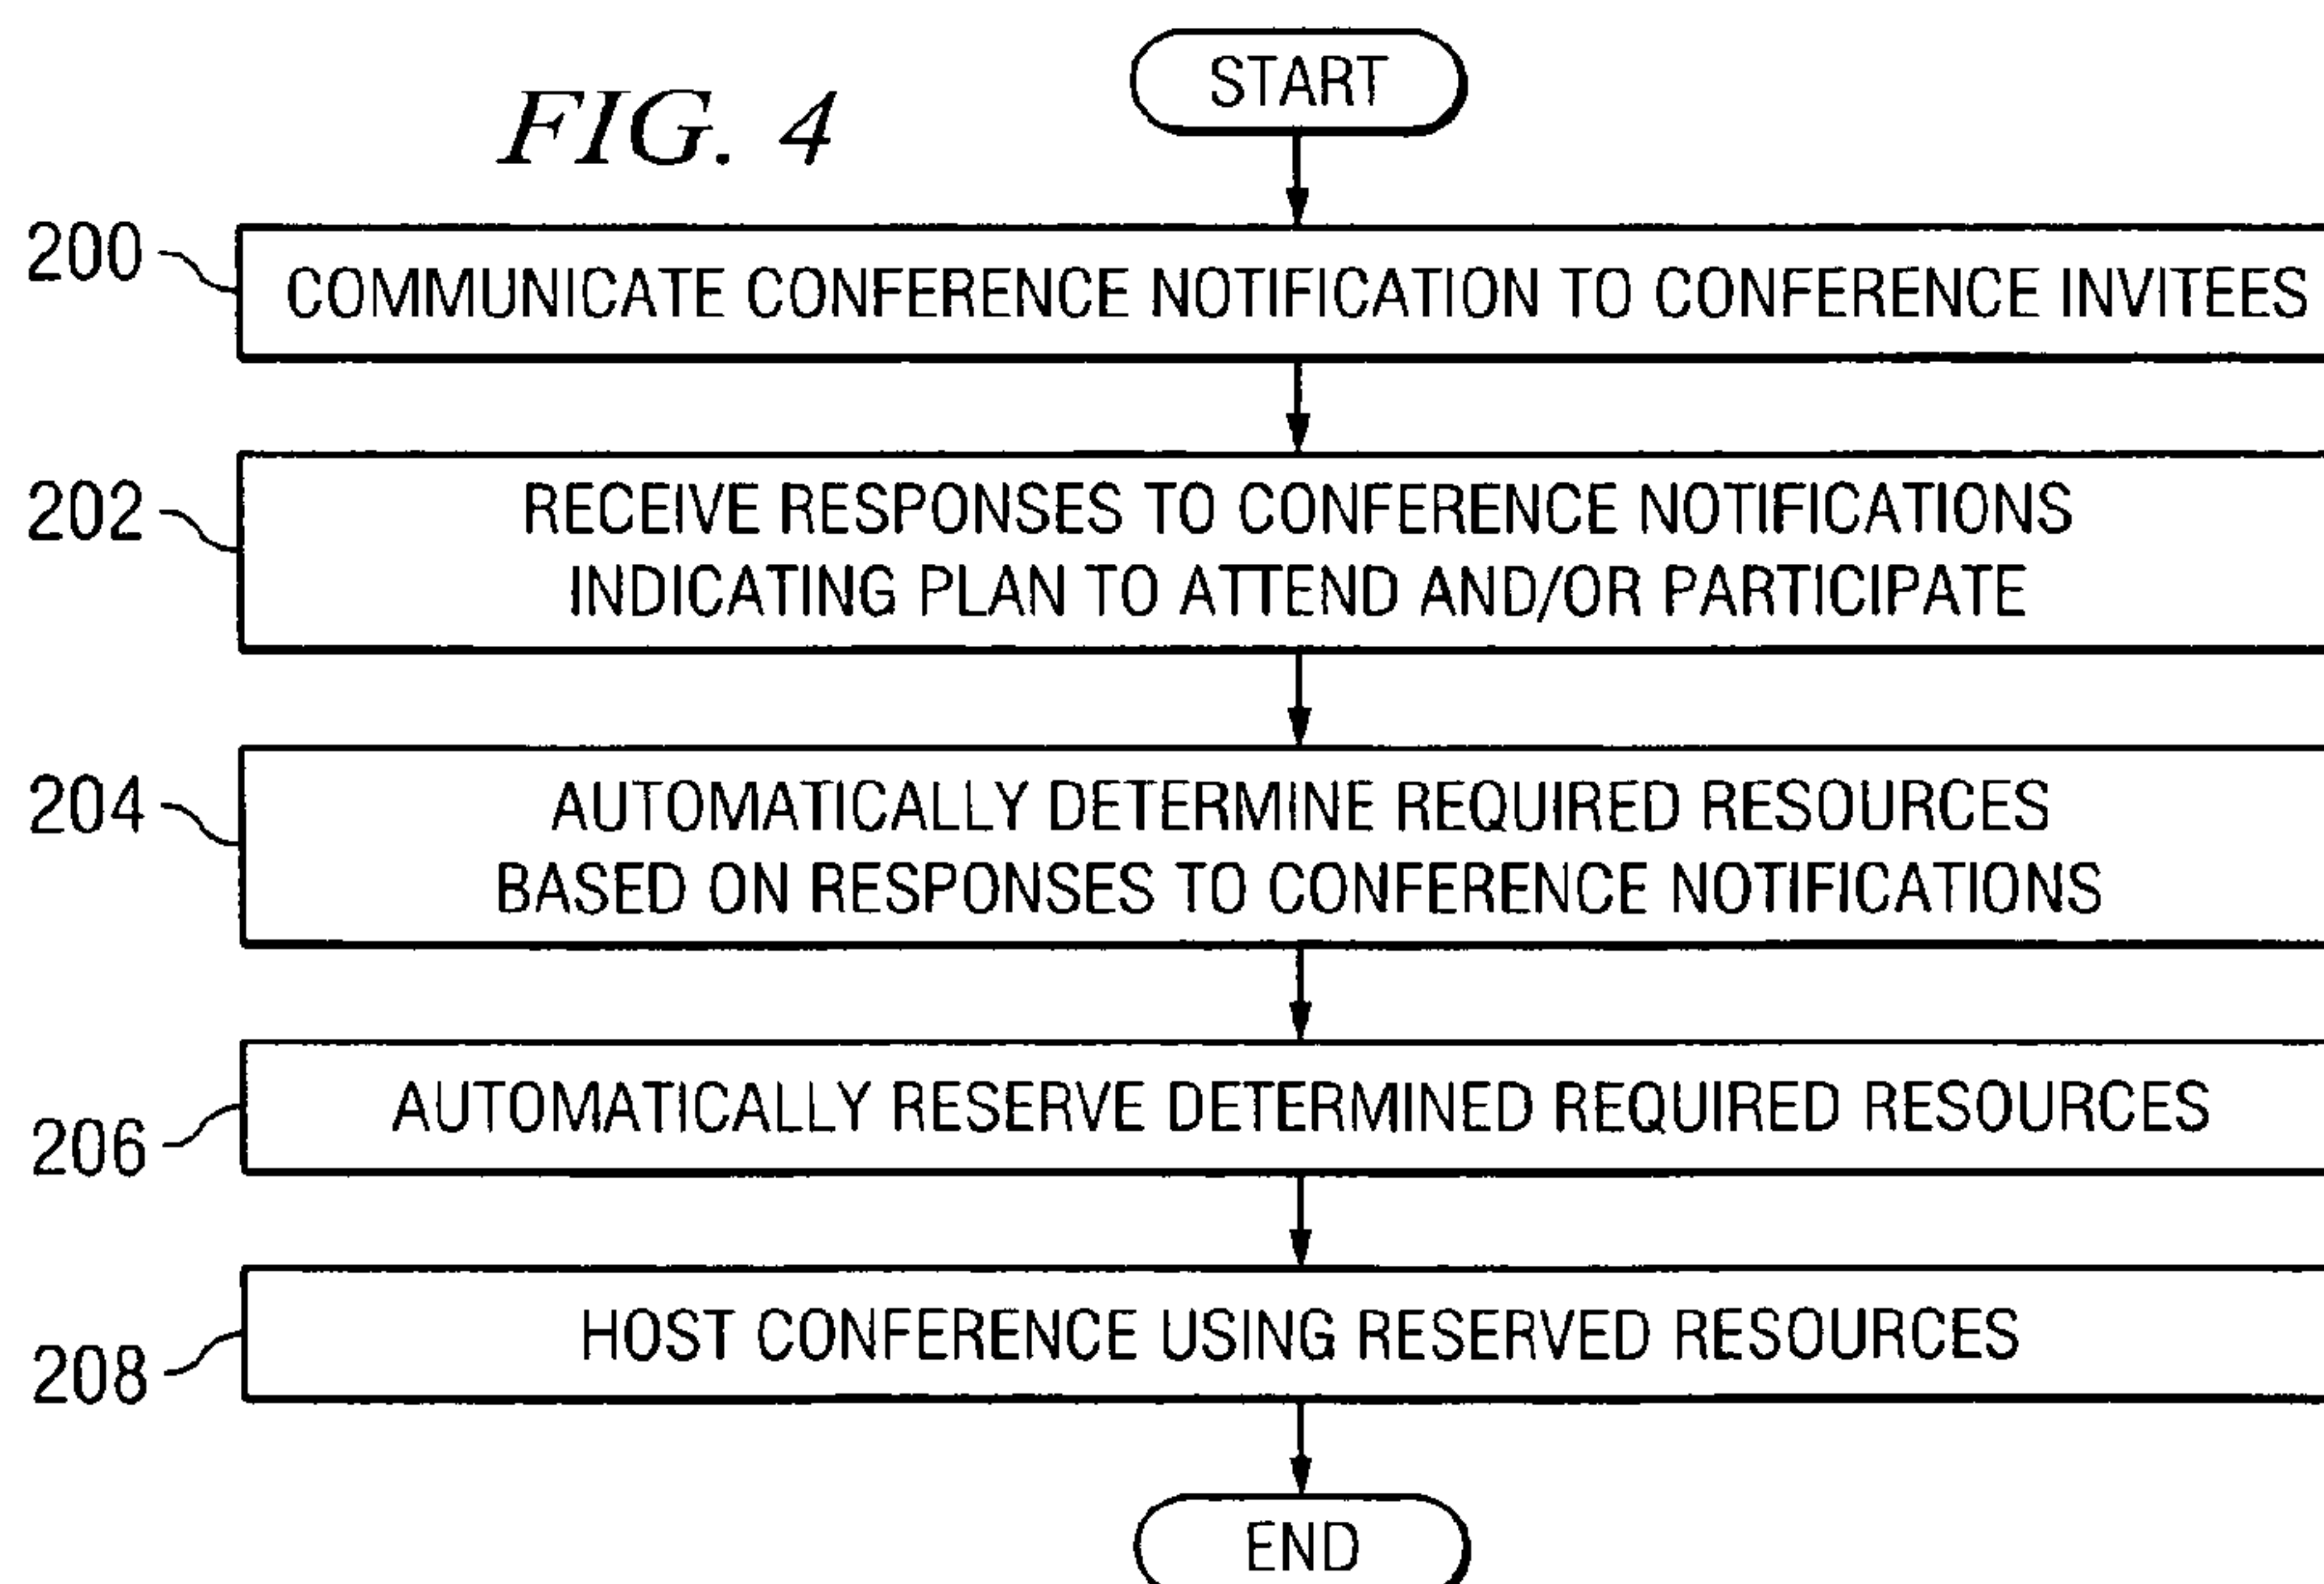 START
FIG. 4
200
COMMUNICATE CONFERENCE NOTIFICATION TO CONFERENCE INVITEES
202
RECEIVE RESPONSES TO CONFERENCE NOTIFICATIONS
INDICATING PLAN TO ATTEND AND/OR PARTICIPATE
204
AUTOMATICALLY DETERMINE REQUIRED RESOURCES
BASED ON RESPONSES TO CONFERENCE NOTIFICATIONS
206
AUTOMATICALLY RESERVE DETERMINED REQUIRED RESOURCES
208
HOST CONFERENCE USING RESERVED RESOURCES
END